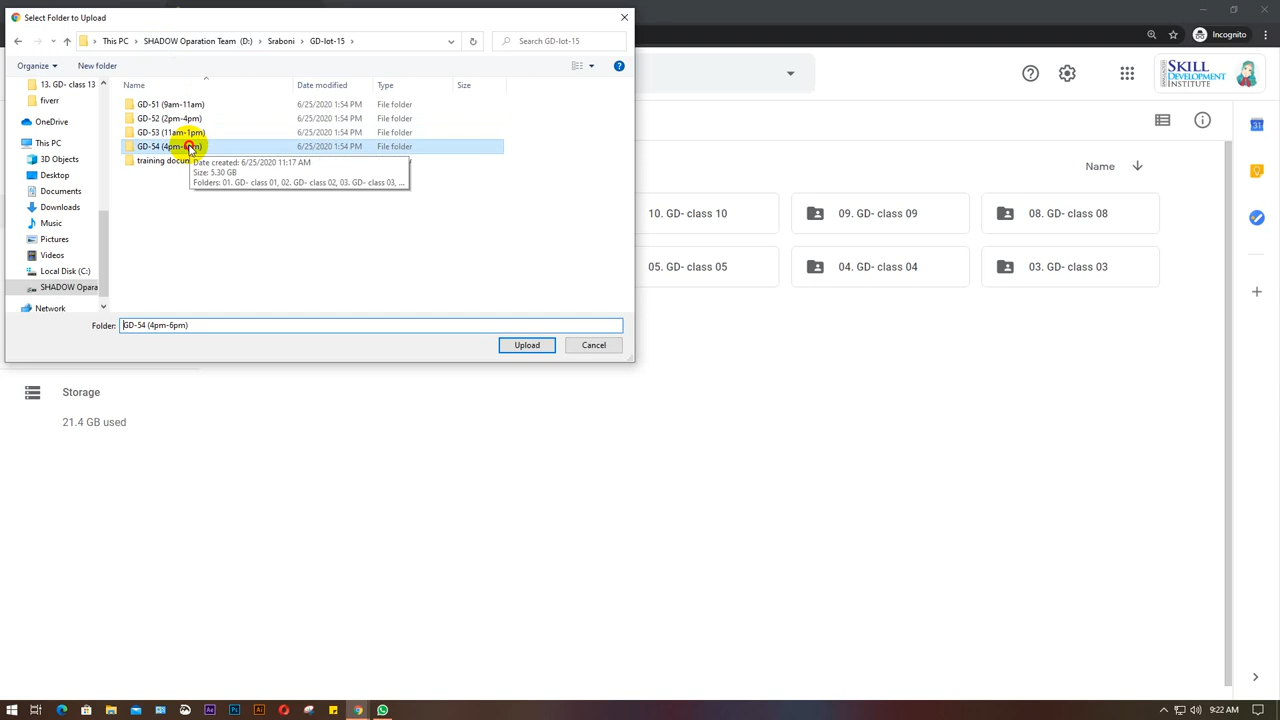 Select Folder to Upload
Incognito
This PC > SHADOW Oparation Team (D:) > Sraboni > GD-lot-15 >
Search GD-lot-15
Organize
New folder
Name
Date modified
Type
Size
13. GD- class 13
fiverr
OneDrive
This PC
3D Objects
Desktop
Documents
Downloads
Music
Pictures
Videos
Local Disk (C:)
SHADOW Opara
Network
GD-51 (9am-11am) 6/25/2020 1:54 PM File folder
GD-52 (2pm-4pm) 6/25/2020 1:54 PM File folder
GD-53 (11am-1pm) 6/25/2020 1:54 PM File folder
GD-54 (4pm-6pm) 6/25/2020 1:54 PM File folder
training docum
Date created: 6/25/2020 11:17 AM
Size: 5.30 GB
Folders: 01. GD- class 01, 02. GD- class 02, 03. GD- class 03, ...
Folder: GD-54 (4pm-6pm)
Upload
Cancel
SKILL
DEVELOPMENT
INSTITUTE
31
Name
10. GD- class 10
09. GD- class 09
08. GD- class 08
05. GD- class 05
04. GD- class 04
03. GD- class 03
Storage
21.4 GB used
Ae
Ps
Ai
9:22 AM